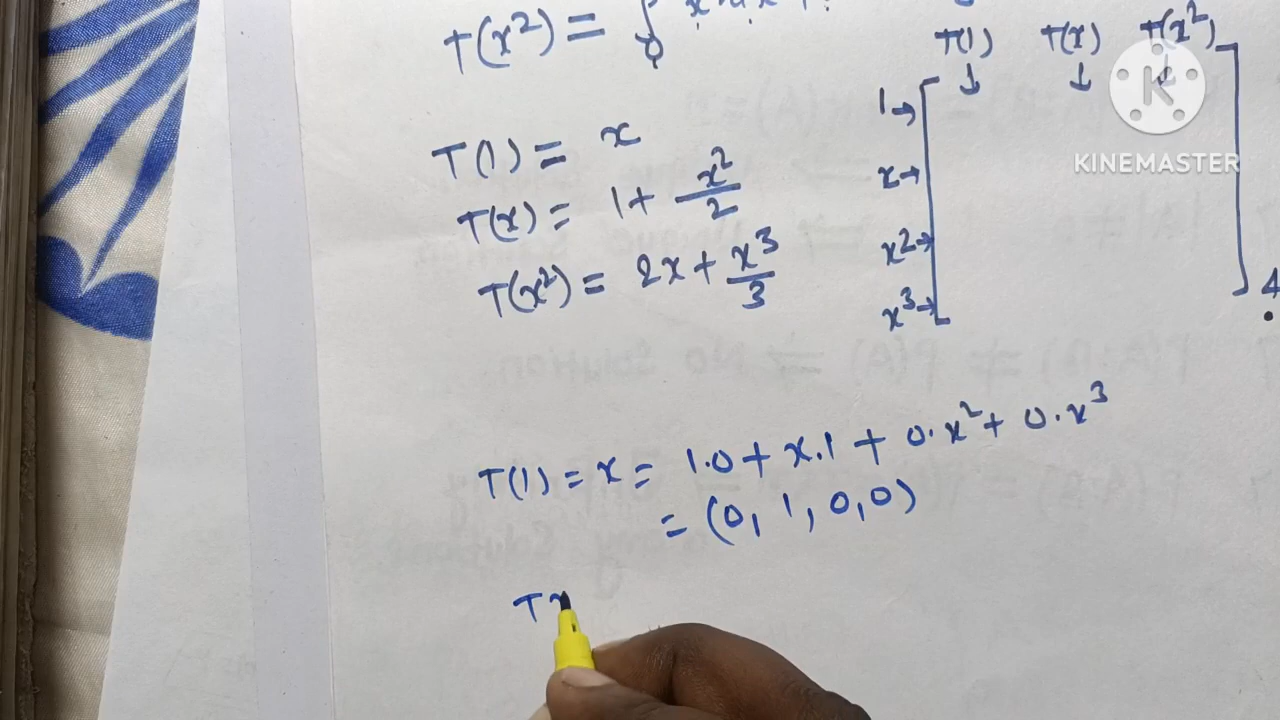 T(x²) = ∫
T(1) = x
T(x) = 1 + x²/2
T(x²) = 2x + x³/3
T(1) T(x) T(x²)
↓ ↓ ↓
1→
x→
x²→
x³→
4
KINEMASTER
T(1) = x = 1.0 + x.1 + 0.x² + 0.x³
= (0, 1, 0, 0)
T